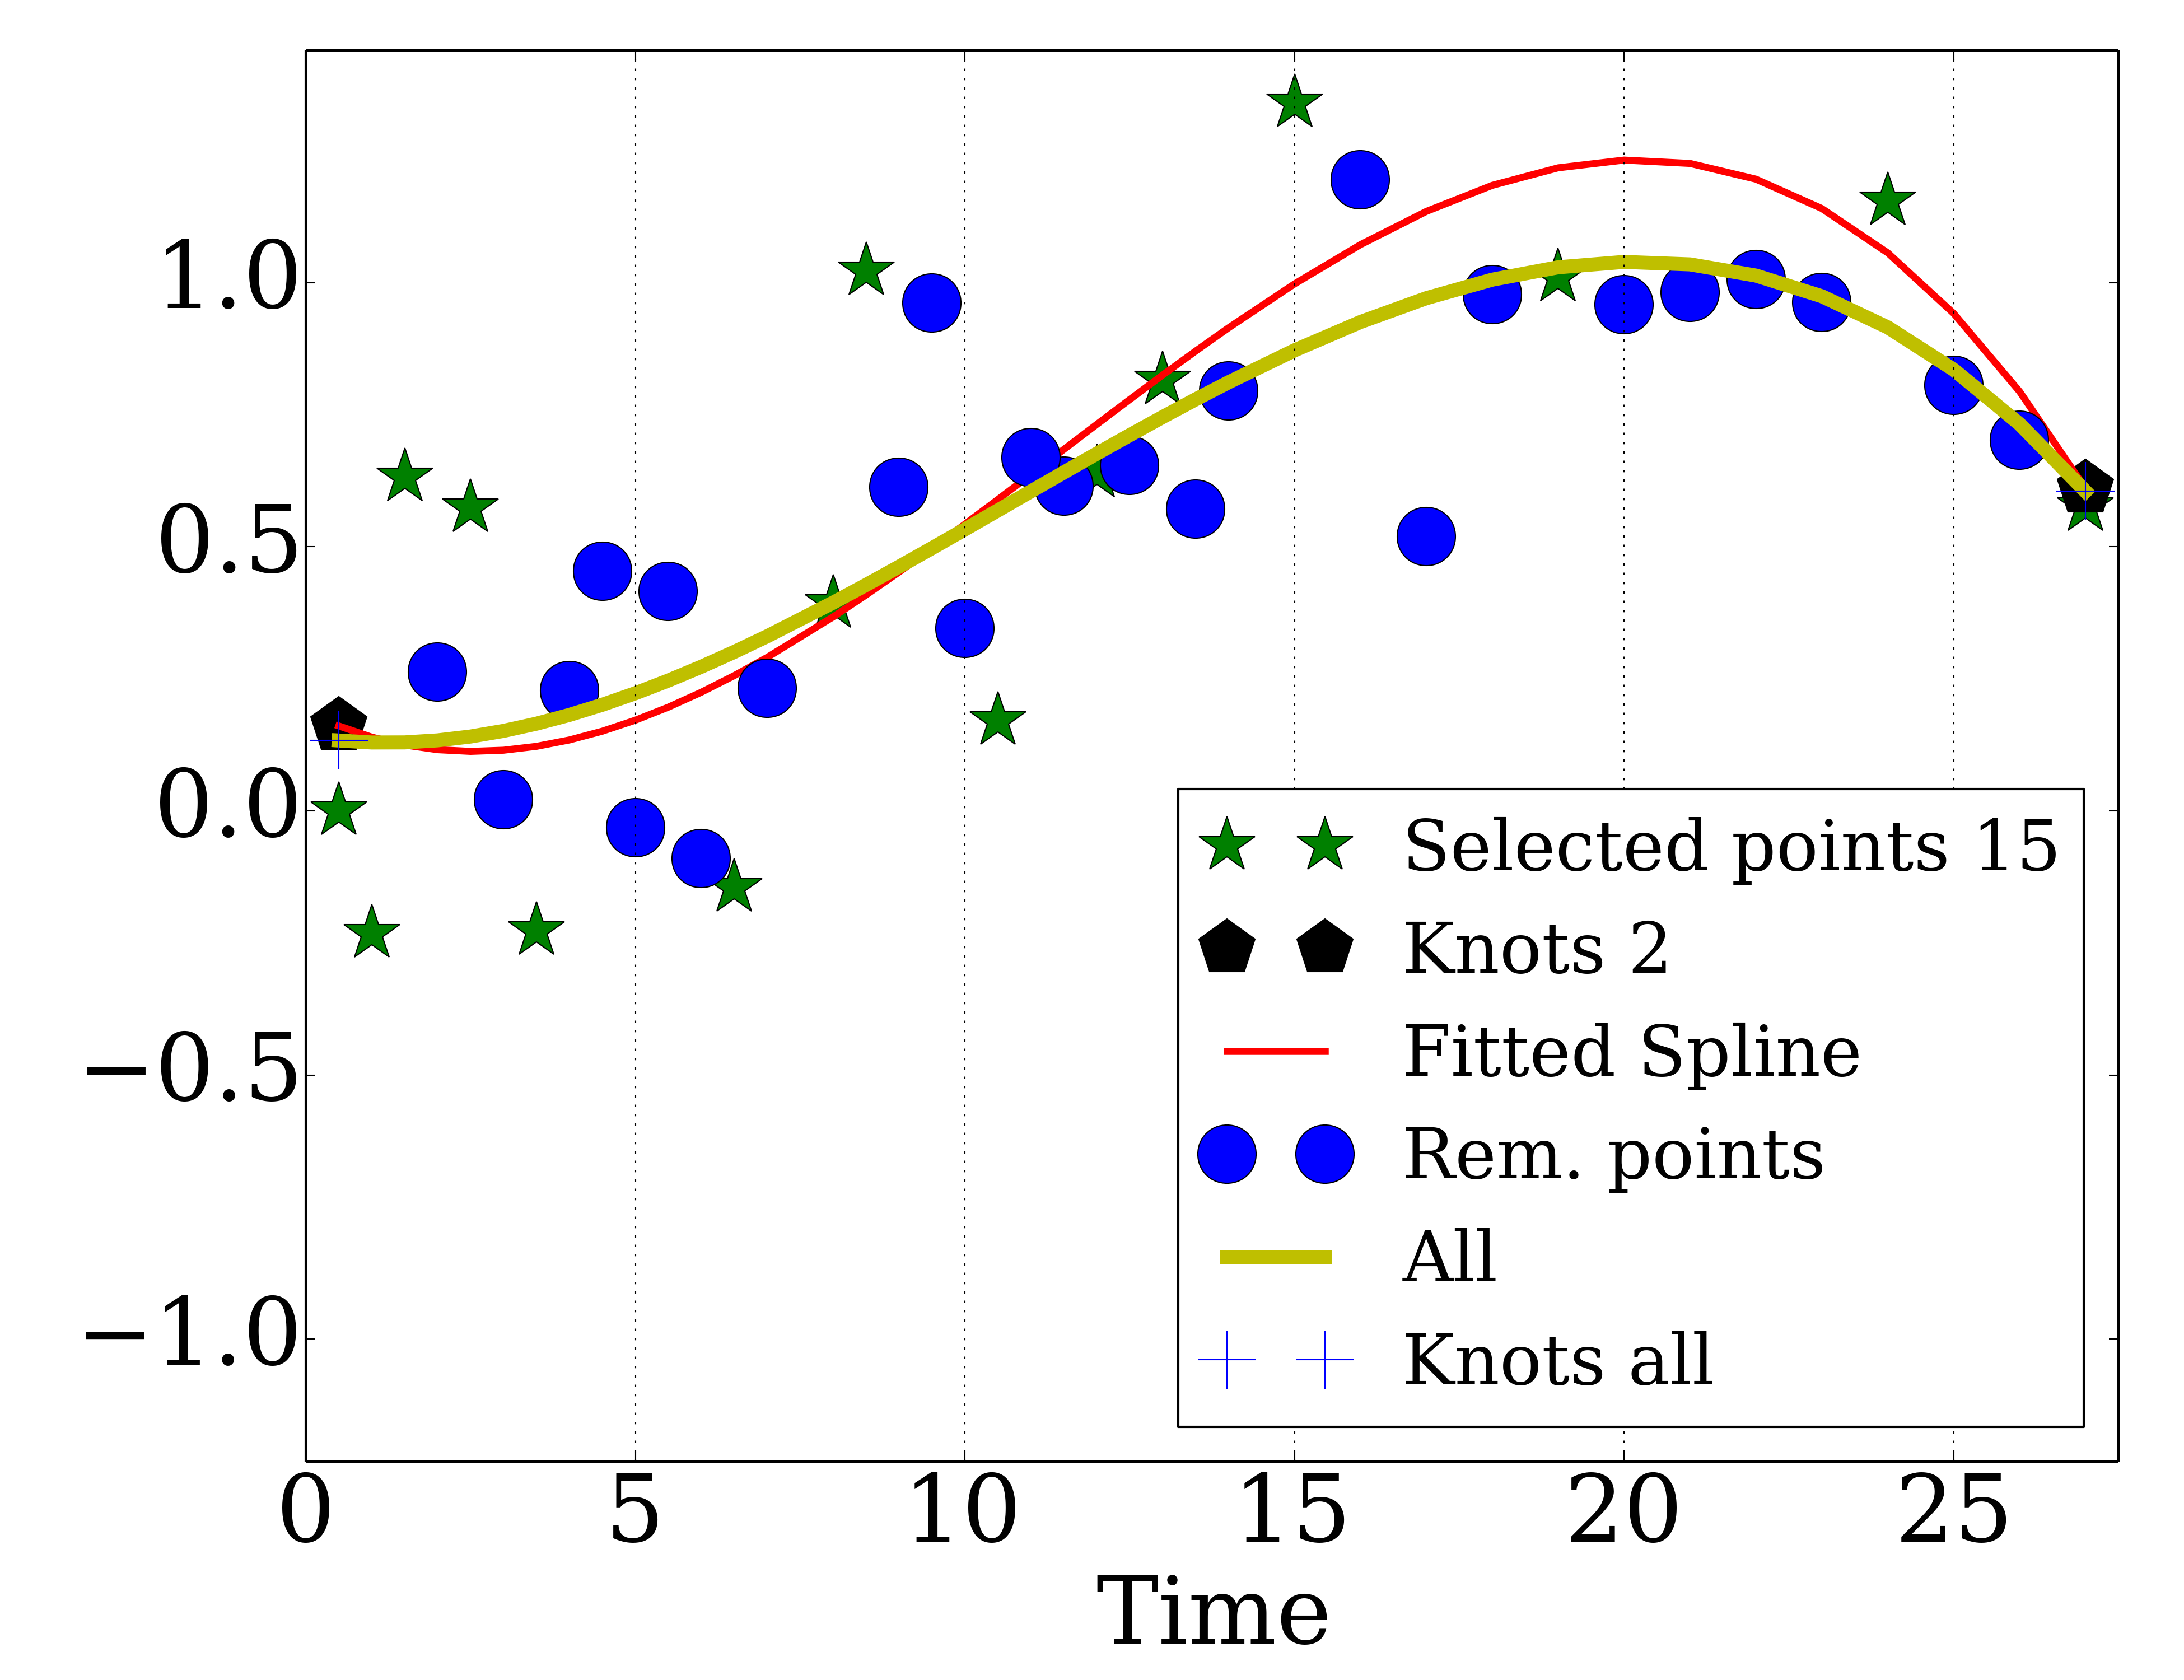 1.0
0.5
0.0
−0.5
−1.0
Selected points 15
Knots 2
Fitted Spline
Rem. points
All
Knots all
0 5 10 15 20 25
Time